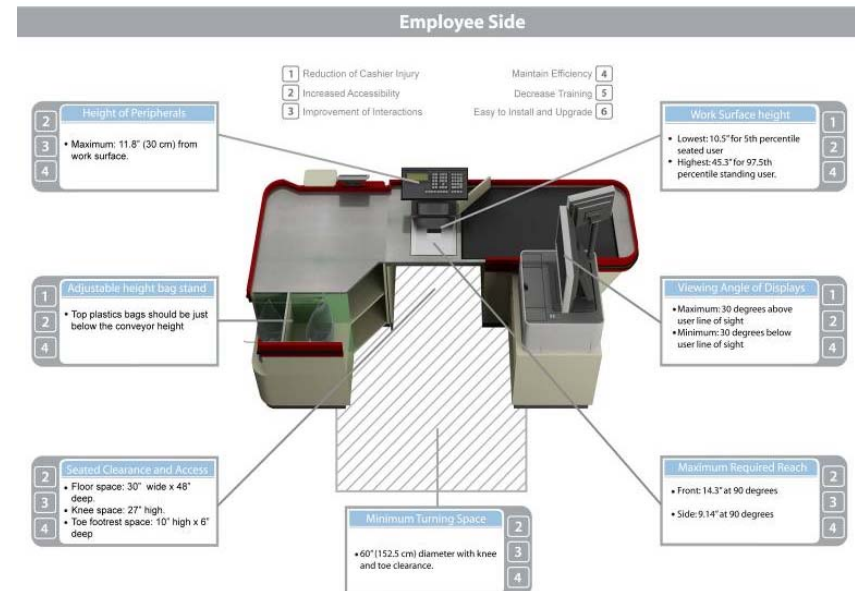 Employee Side
1 Reduction of Cashier Injury
2 Increased Accessibility
3 Improvement of Interactions
Maintain Efficiency 4
Decrease Training 5
Easy to Install and Upgrade 6
2
3
4
Height of Peripherals
• Maximum: 11.8" (30 cm) from
work surface.
Work Surface height
• Lowest: 10.5" for 5th percentile
seated user
• Highest: 45.3" for 97.5th
percentile standing user.
1
2
4
1
2
4
Adjustable height bag stand
• Top plastics bags should be just
below the conveyor height
Viewing Angle of Displays
• Maximum: 30 degrees above
user line of sight
• Minimum: 30 degrees below
user line of sight
1
2
4
2
3
4
Seated Clearance and Access
• Floor space: 30" wide x 48"
deep.
• Knee space: 27" high.
• Toe footrest space: 10" high x 6"
deep
Minimum Turning Space
• 60" (152.5 cm) diameter with knee
and toe clearance.
2
3
4
Maximum Required Reach
• Front: 14.3" at 90 degrees
• Side: 9.14" at 90 degrees
2
3
4